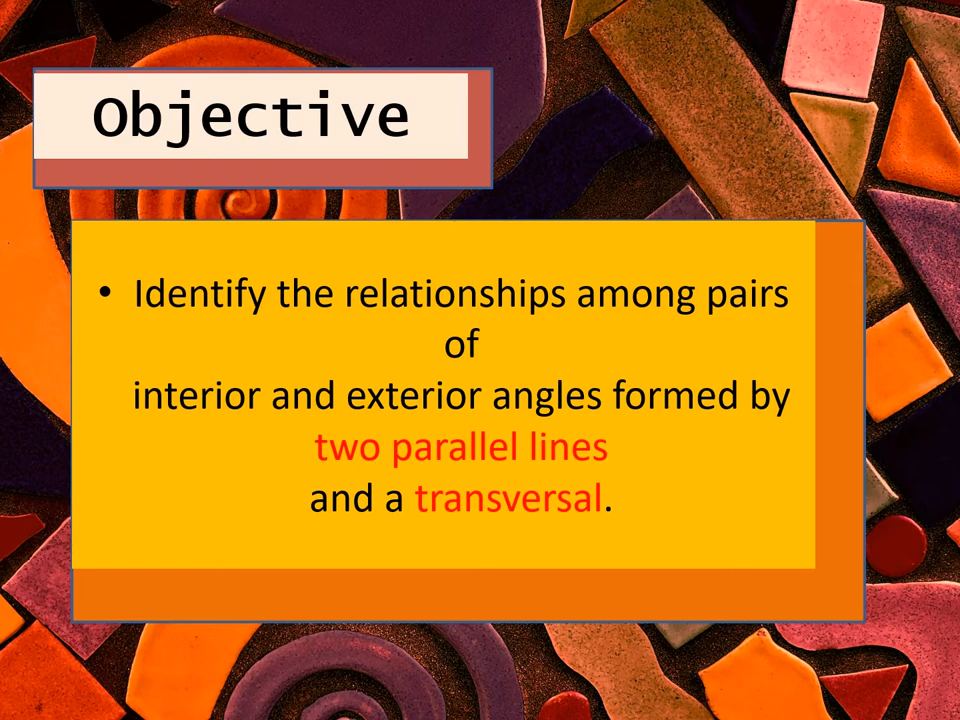 Objective
• Identify the relationships among pairs
of
interior and exterior angles formed by
two parallel lines
and a transversal.